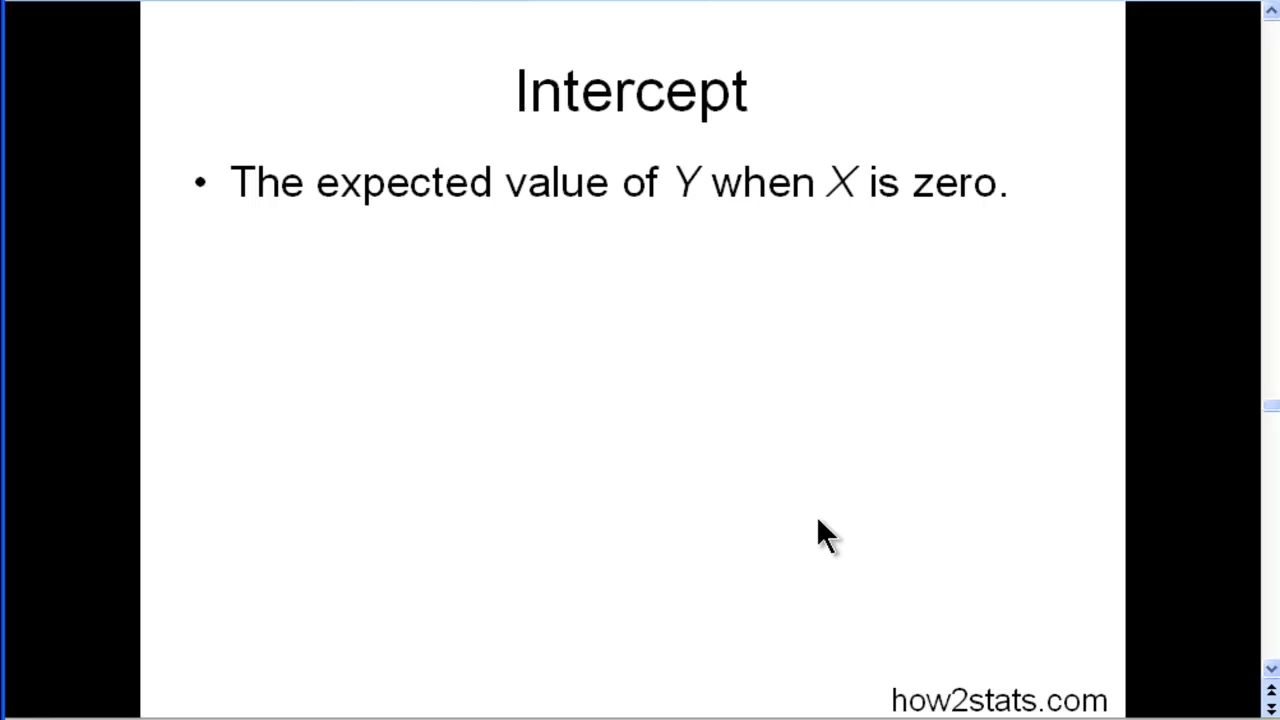 Intercept
• The expected value of Y when X is zero.
how2stats.com